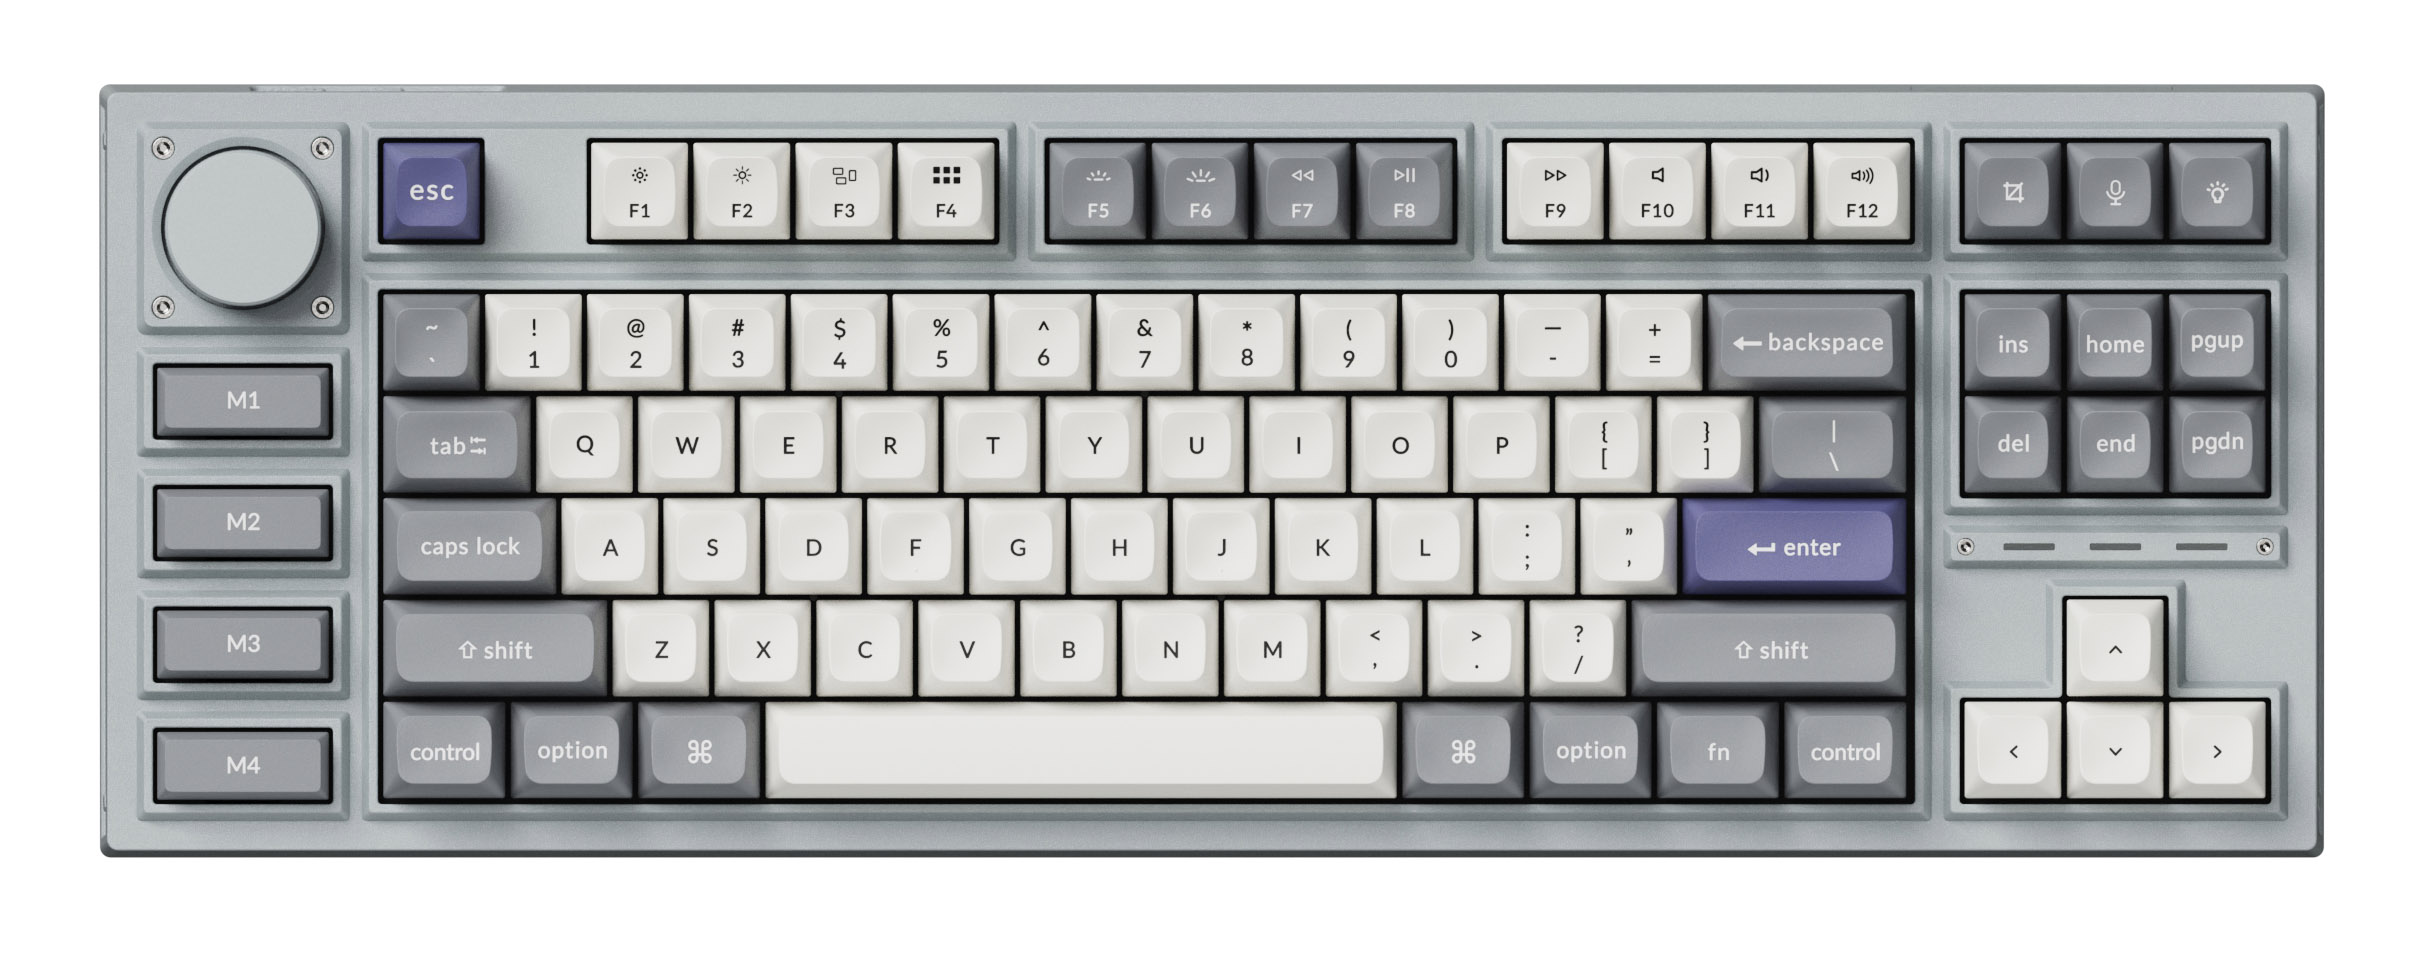 esc
F1 F2 F3 F4 F5 F6 F7 F8 F9 F10 F11 F12
~ ! @ # $ % ^ & * ( ) — +
` 1 2 3 4 5 6 7 8 9 0 - = ← backspace
ins home pgup
M1
tab Q W E R T Y U I O P { } |
[ ] \
del end pgdn
M2
caps lock A S D F G H J K L : ”
; ’ ↵ enter
M3
⇧ shift Z X C V B N M < > ?
, . / ⇧ shift
^
M4
control option ⌘ ⌘ option fn control
< ⌄ >